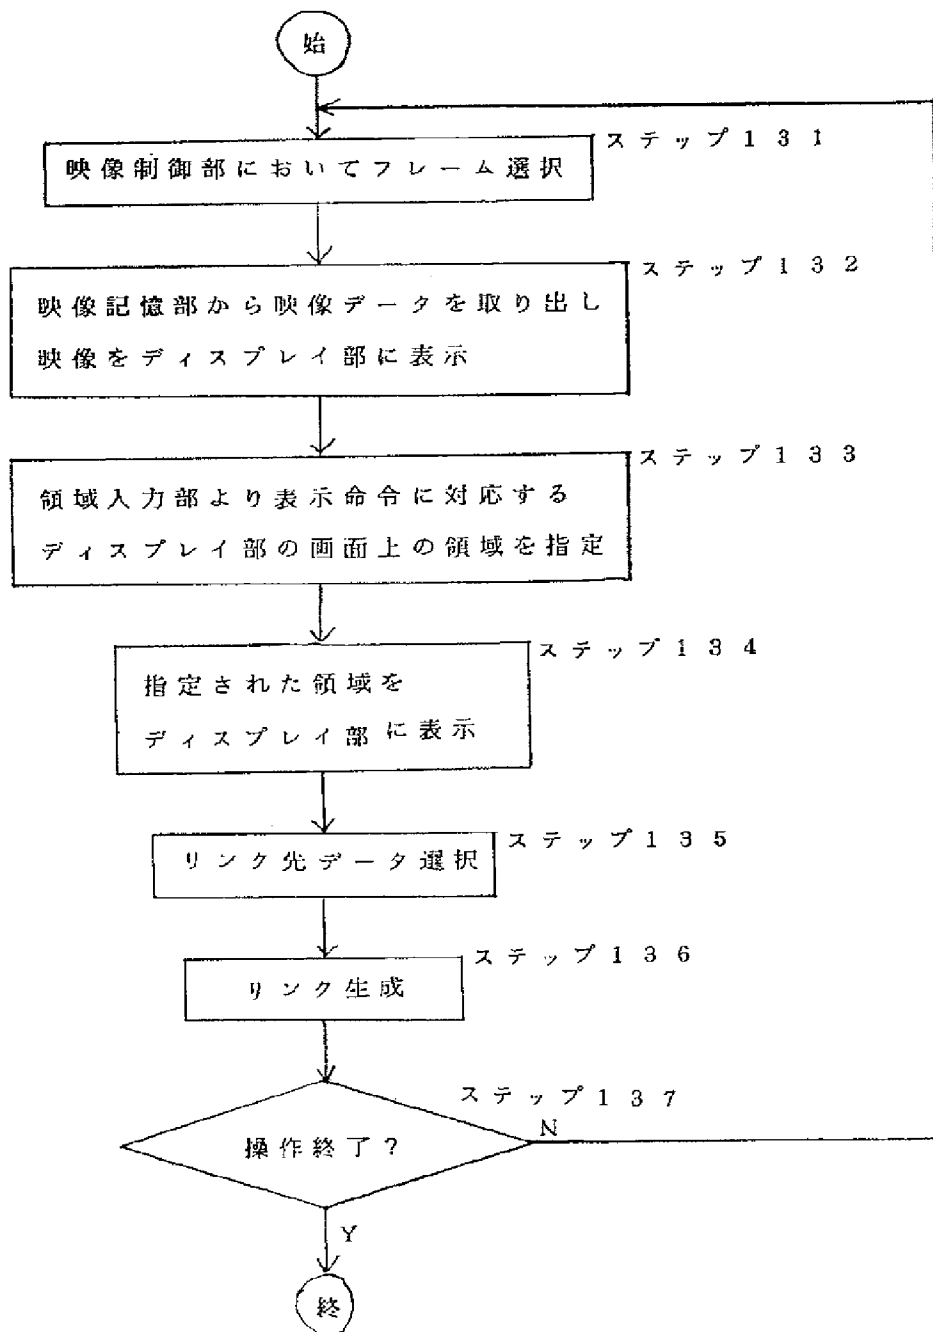 始
ステップ131
映像制御部においてフレーム選択
ステップ132
映像記憶部から映像データを取り出し
映像をディスプレイ部に表示
ステップ133
領域入力部より表示命令に対応する
ディスプレイ部の画面上の領域を指定
ステップ134
指定された領域を
ディスプレイ部に表示
ステップ135
リンク先データ選択
ステップ136
リンク生成
ステップ137
操作終了?
N
Y
終